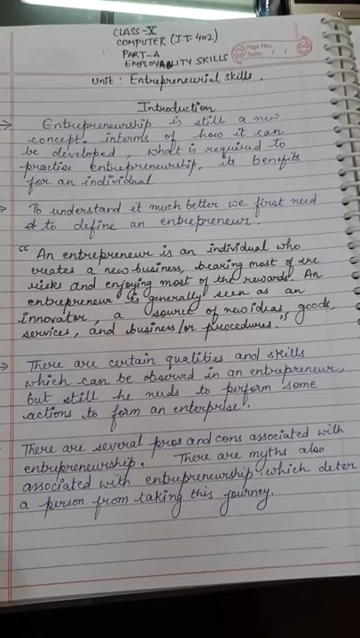 CLASS-X
COMPUTER (I.T-402)
Page No.
Date
PART-A
EMPLOYABILITY SKILLS
Unit : Entrepreneurial skills.
Introduction
→ Entrepreneurship is still a new
concept interms of how it can
be developed, what is required to
practise entrepreneurship, its benefits
for an individual
→ To understand it much better we first need
to define an entrepreneur.
"An entrepreneur is an individual who
creates a new business, bearing most of the
risks and enjoying most of the rewards. An
entrepreneur is generally seen as an
innovator, a source of new ideas, goods,
services, and business/or procedures."
→ There are certain qualities and skills
which can be observed in an entrepreneur,
but still he needs to perform some
actions to form an enterprise.
There are several pros and cons associated with
entrepreneurship. There are myths also
associated with entrepreneurship which deter
a person from taking this journey.